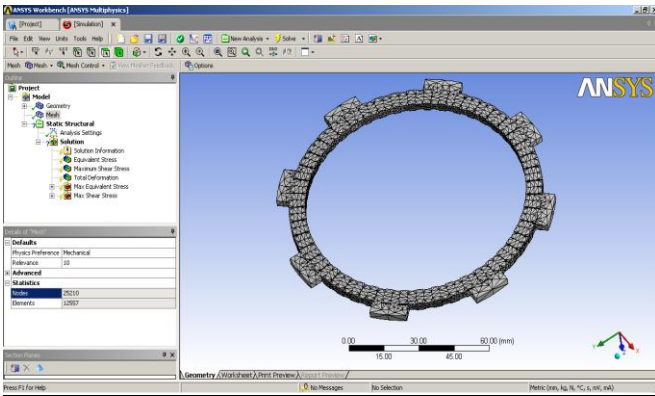 ANSYS Workbench [ANSYS Multiphysics]
[Project] [Simulation]
File Edit View Units Tools Help New Analysis Solve
Mesh Mesh Mesh Control Options
Outline
Project
Model
Geometry
Mesh
Static Structural
Analysis Settings
Solution
Solution Information
Equivalent Stress
Maximum Shear Stress
Total Deformation
Max Equivalent Stress
Max Shear Stress
ANSYS
Details of "Mesh"
Defaults
Physics Preference Mechanical
Relevance 10
Advanced
Statistics
Nodes 25210
Elements 12557
0.00 30.00 60.00 (mm)
15.00 45.00
Section Planes
Geometry Worksheet Print Preview Report Preview
Press F1 for Help No Messages No Selection Metric (mm, kg, N, °C, s, mV, mA)